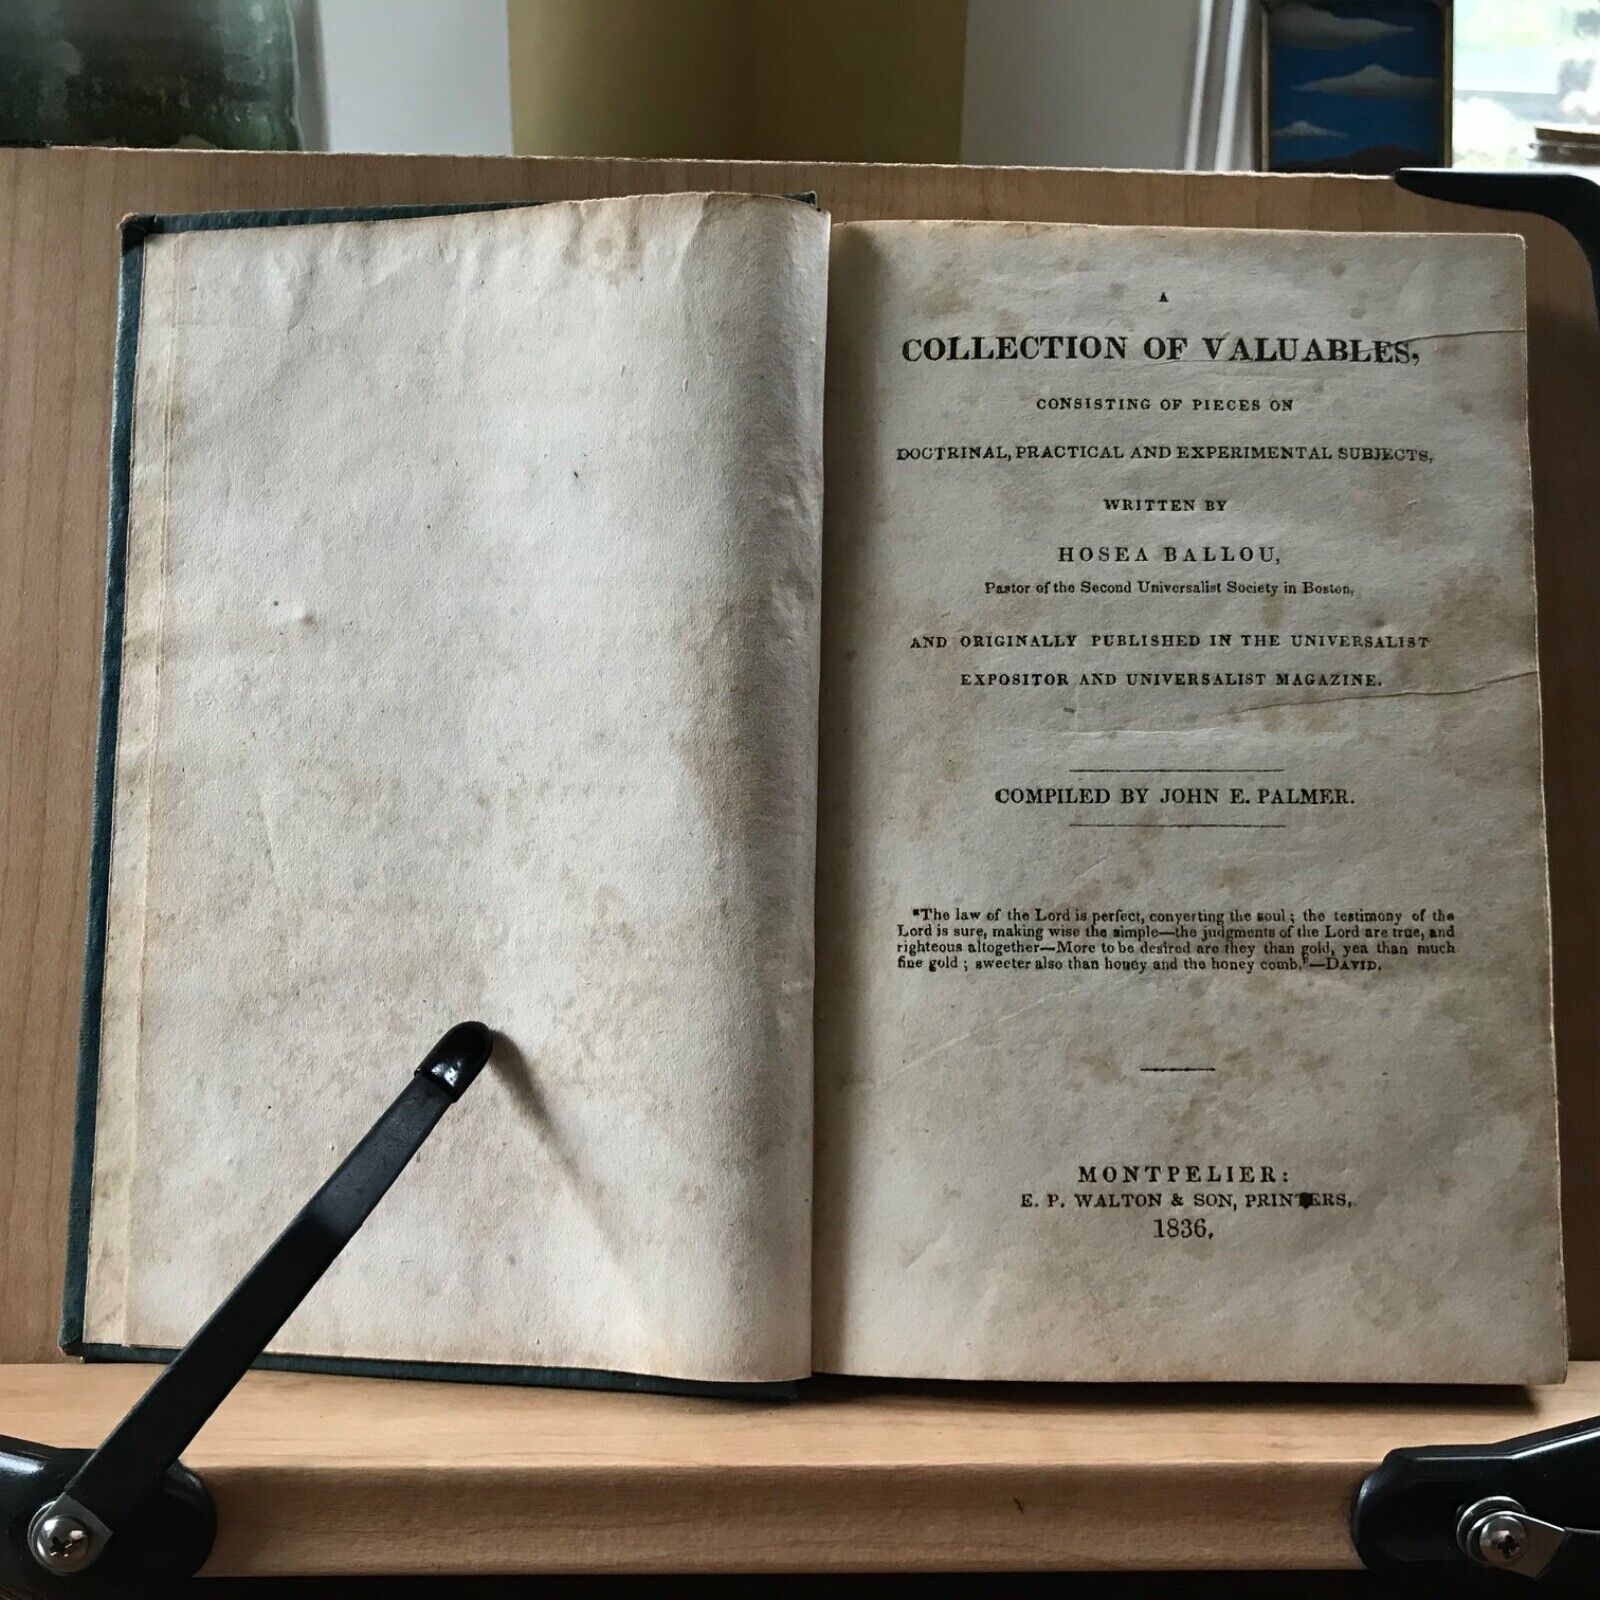 A
COLLECTION OF VALUABLES,
CONSISTING OF PIECES ON
DOCTRINAL, PRACTICAL AND EXPERIMENTAL SUBJECTS,
WRITTEN BY
HOSEA BALLOU,
Pastor of the Second Universalist Society in Boston,
AND ORIGINALLY PUBLISHED IN THE UNIVERSALIST
EXPOSITOR AND UNIVERSALIST MAGAZINE.
COMPILED BY JOHN E. PALMER.
"The law of the Lord is perfect, conyerting the soul; the testimony of the
Lord is sure, making wise the simple—the judgments of the Lord are true, and
righteous altogether—More to be desired are they than gold, yea than much
fine gold; sweeter also than honey and the honey comb."—DAVID.
MONTPELIER:
E. P. WALTON & SON, PRINTERS,
1836.